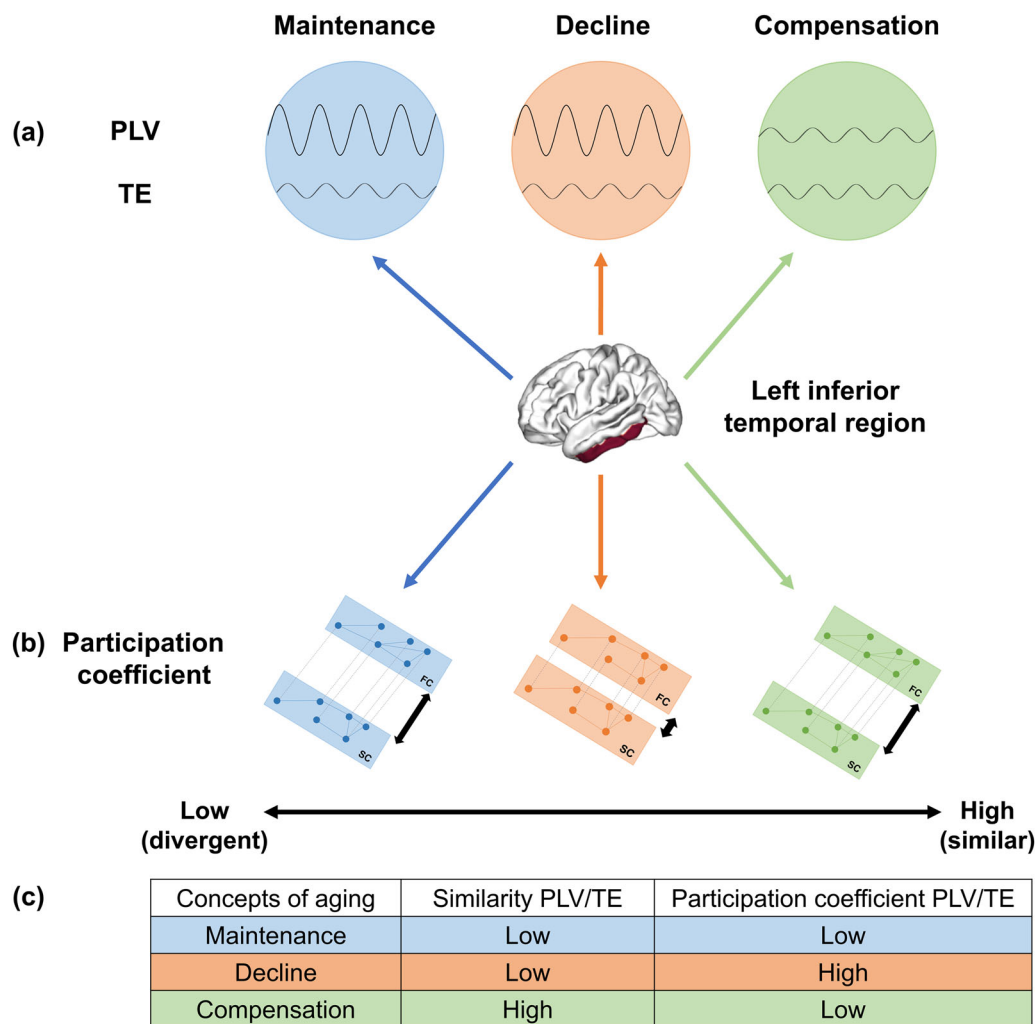 Maintenance
Decline
Compensation
(a)
PLV
TE
Left inferior
temporal region
(b)
Participation
coefficient
FC
SC
FC
SC
FC
SC
Low
(divergent)
High
(similar)
(c)
Concepts of aging Similarity PLV/TE Participation coefficient PLV/TE
Maintenance Low Low
Decline Low High
Compensation High Low